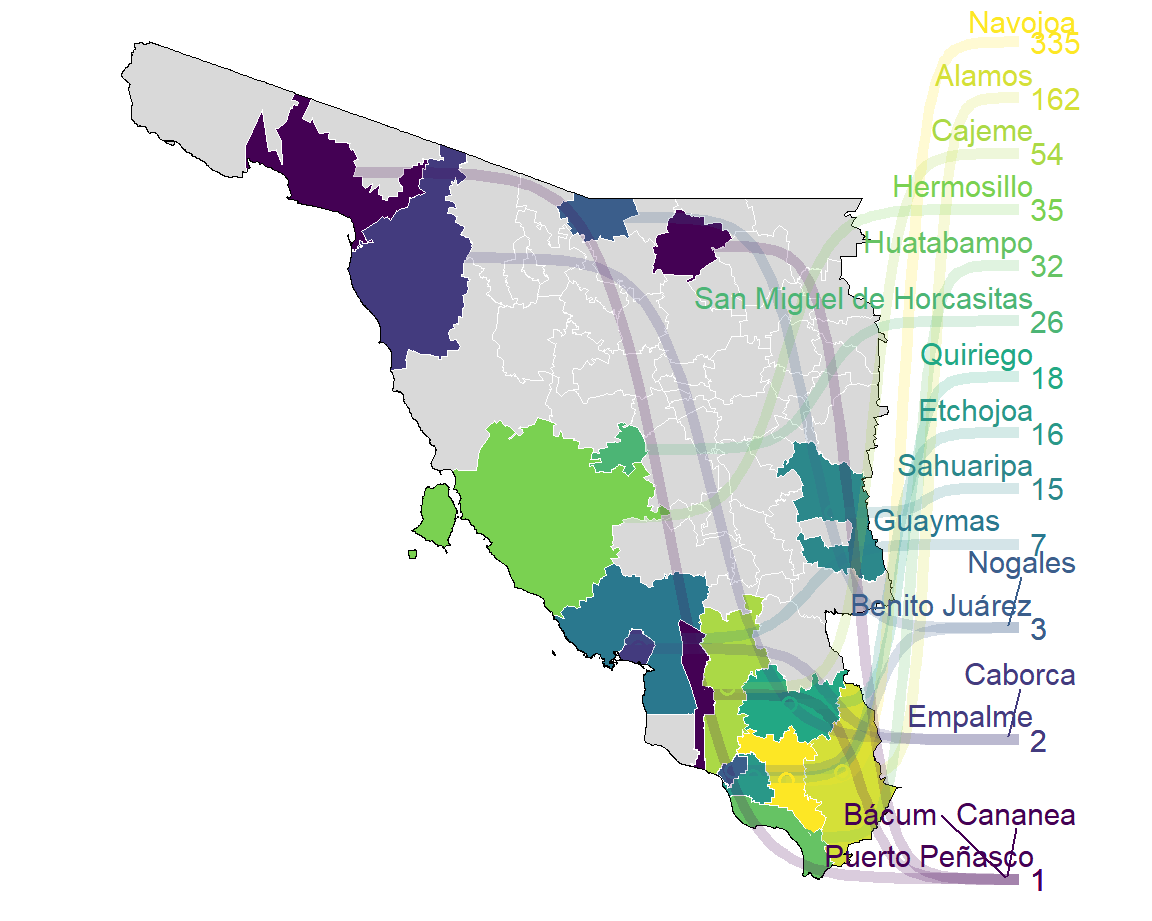 Navojoa
335
Alamos
162
Cajeme
54
Hermosillo
35
Huatabampo
32
San Miguel de Horcasitas
26
Quiriego
18
Etchojoa
16
Sahuaripa
15
Guaymas
7
Nogales
Benito Juárez
3
Caborca
Empalme
2
Bácum Cananea
Puerto Peñasco
1